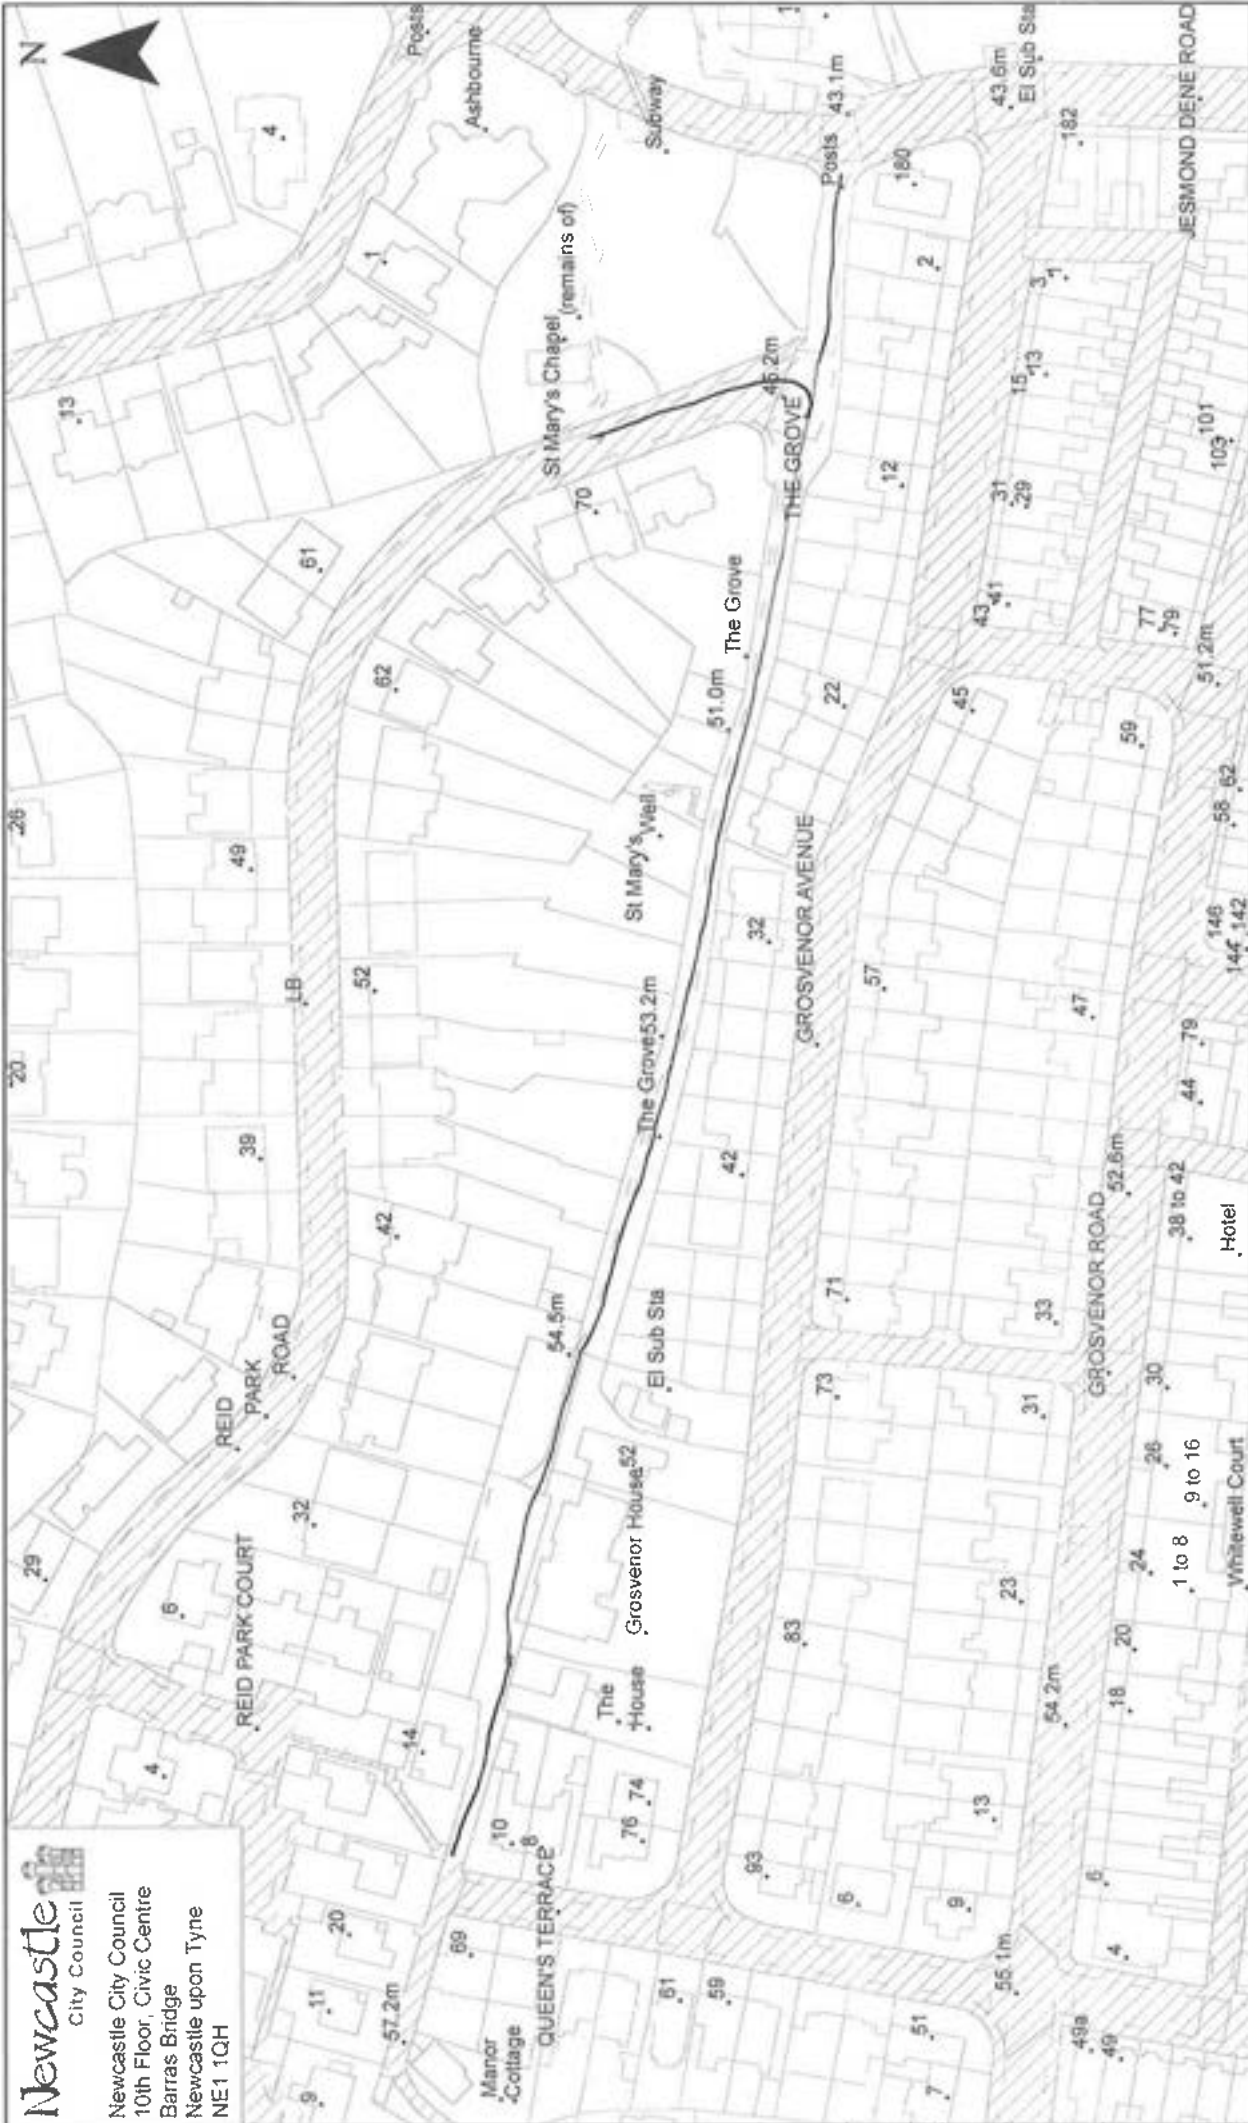 Newcastle
City Council
Newcastle City Council
10th Floor, Civic Centre
Barras Bridge
Newcastle upon Tyne
NE1 1QH
N
29
20
26
13
4
Posts
Ashbourne
1
6
4
REID PARK COURT
REID
PARK
ROAD
32
39
42
LB
52
49
62
61
70
St Mary's Chapel
(remains of)
Subway
1
11
20
9
57.2m
14
69
10
8
Manor
Cottage
QUEEN'S TERRACE
76
74
The
House
Grosvenor House
52
El Sub Sta
54.5m
The Grove
53.2m
St Mary's
Well
51.0m
The Grove
THE GROVE
45.2m
Posts
43.1m
61
59
93
83
73
71
42
32
GROSVENOR AVENUE
57
22
12
2
180
43.6m
El Sub Sta
182
51
7
6
9
13
23
31
33
47
45
43
41
31
29
15
13
3
1
55.1m
54.2m
GROSVENOR ROAD
52.6m
59
77
79
51.2m
103
101
JESMOND DENE ROAD
49a
49
4
6
18
20
24
26
30
1 to 8
9 to 16
Whitewell Court
38 to 42
Hotel
44
79
146
144
142
58
62